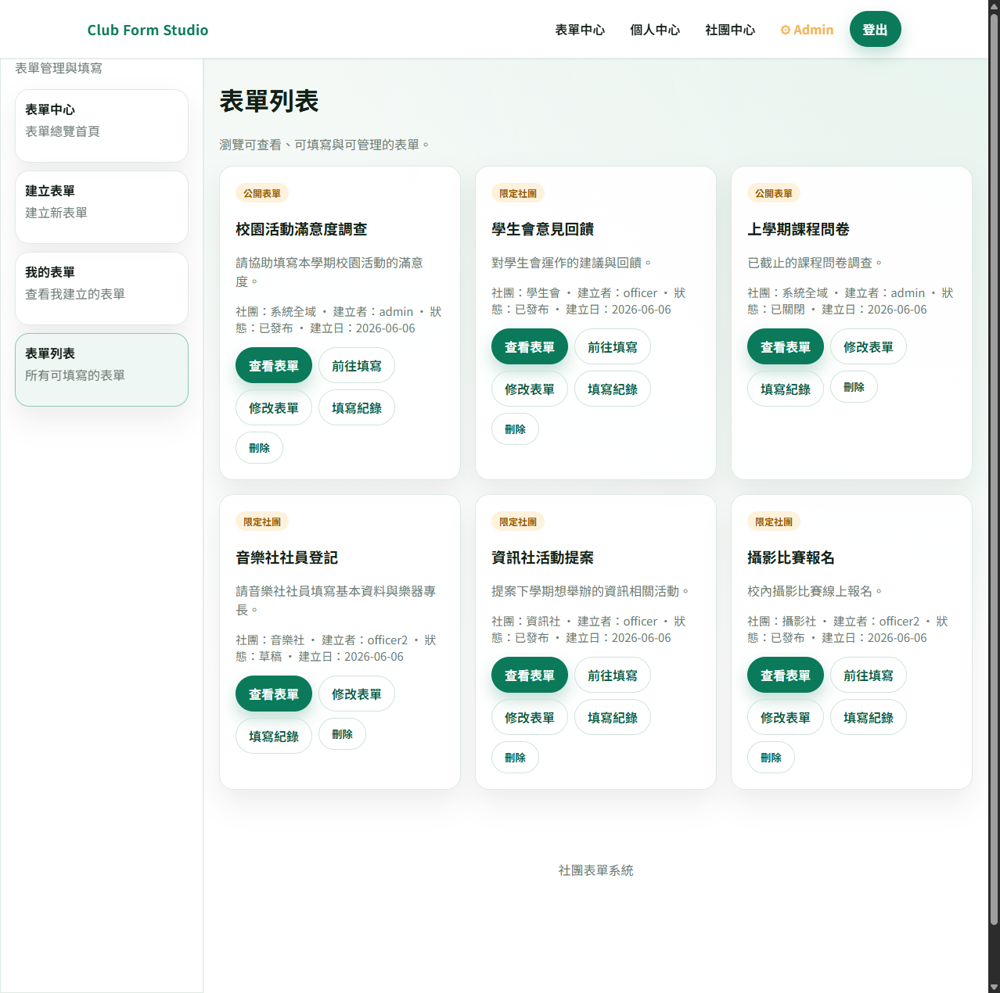 Club Form Studio
表單中心
個人中心
社團中心
⚙ Admin
登出
表單管理與填寫
表單中心
表單總覽首頁
建立表單
建立新表單
我的表單
查看我建立的表單
表單列表
所有可填寫的表單
表單列表
瀏覽可查看、可填寫與可管理的表單。
公開表單
校園活動滿意度調查
請協助填寫本學期校園活動的滿意
度。
社團：系統全域 ・ 建立者：admin ・ 狀
態：已發布 ・ 建立日：2026-06-06
查看表單
前往填寫
修改表單
填寫紀錄
刪除
限定社團
學生會意見回饋
對學生會運作的建議與回饋。
社團：學生會 ・ 建立者：officer ・ 狀
態：已發布 ・ 建立日：2026-06-06
查看表單
前往填寫
修改表單
填寫紀錄
刪除
公開表單
上學期課程問卷
已截止的課程問卷調查。
社團：系統全域 ・ 建立者：admin ・ 狀
態：已關閉 ・ 建立日：2026-06-06
查看表單
修改表單
填寫紀錄
刪除
限定社團
音樂社社員登記
請音樂社社員填寫基本資料與樂器專
長。
社團：音樂社 ・ 建立者：officer2 ・ 狀
態：草稿 ・ 建立日：2026-06-06
查看表單
修改表單
填寫紀錄
刪除
限定社團
資訊社活動提案
提案下學期想舉辦的資訊相關活動。
社團：資訊社 ・ 建立者：officer ・ 狀
態：已發布 ・ 建立日：2026-06-06
查看表單
前往填寫
修改表單
填寫紀錄
刪除
限定社團
攝影比賽報名
校內攝影比賽線上報名。
社團：攝影社 ・ 建立者：officer2 ・ 狀
態：已發布 ・ 建立日：2026-06-06
查看表單
前往填寫
修改表單
填寫紀錄
刪除
社團表單系統